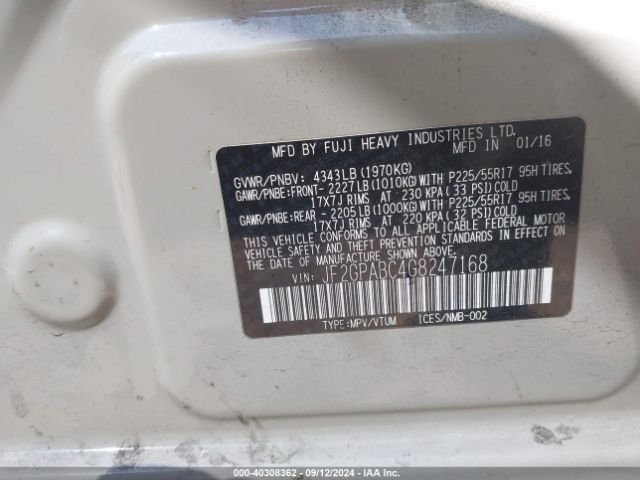 MFD BY FUJI HEAVY INDUSTRIES LTD.
MFD IN 01/16
GVWR/PNBV: 4343LB (1970KG)
GAWR/PNBE:FRONT- 2227LB (1010KG)WITH P225/55R17 95H TIRES,
17X7J RIMS AT 230 KPA (33 PSI)COLD
GAWR/PNBE:REAR - 2205LB (1000KG)WITH P225/55R17 95H TIRES,
17X7J RIMS AT 220 KPA (32 PSI)COLD
THIS VEHICLE CONFORMS TO ALL APPLICABLE FEDERAL MOTOR
VEHICLE SAFETY AND THEFT PREVENTION STANDARDS IN EFFECT
ON THE DATE OF MANUFACTURE SHOWN ABOVE.
VIN: JF2GPABC4G8247168
TYPE:MPV/VTUM ICES/NMB-002
000-40308362 - 09/12/2024 - IAA Inc.